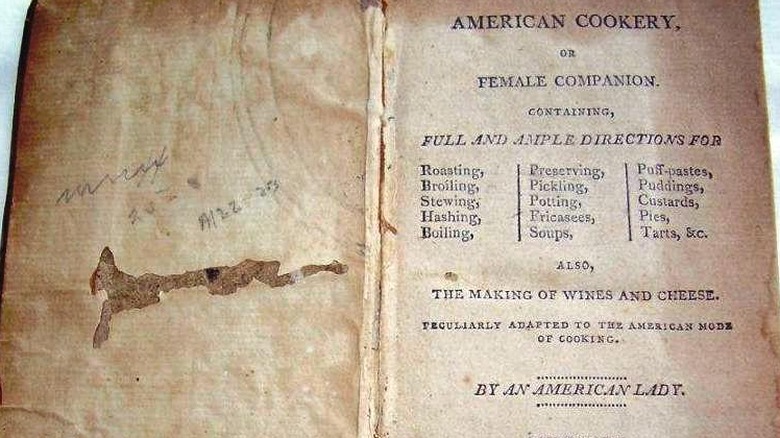 A122-23
AMERICAN COOKERY,
OR
FEMALE COMPANION.
CONTAINING,
FULL AND AMPLE DIRECTIONS FOR
Roasting,
Broiling,
Stewing,
Hashing,
Boiling,
Preserving,
Pickling,
Potting,
Fricasees,
Soups,
Puff-pastes,
Puddings,
Custards,
Pies,
Tarts, &c.
ALSO,
THE MAKING OF WINES AND CHEESE.
PECULIARLY ADAPTED TO THE AMERICAN MODE
OF COOKING.
BY AN AMERICAN LADY.